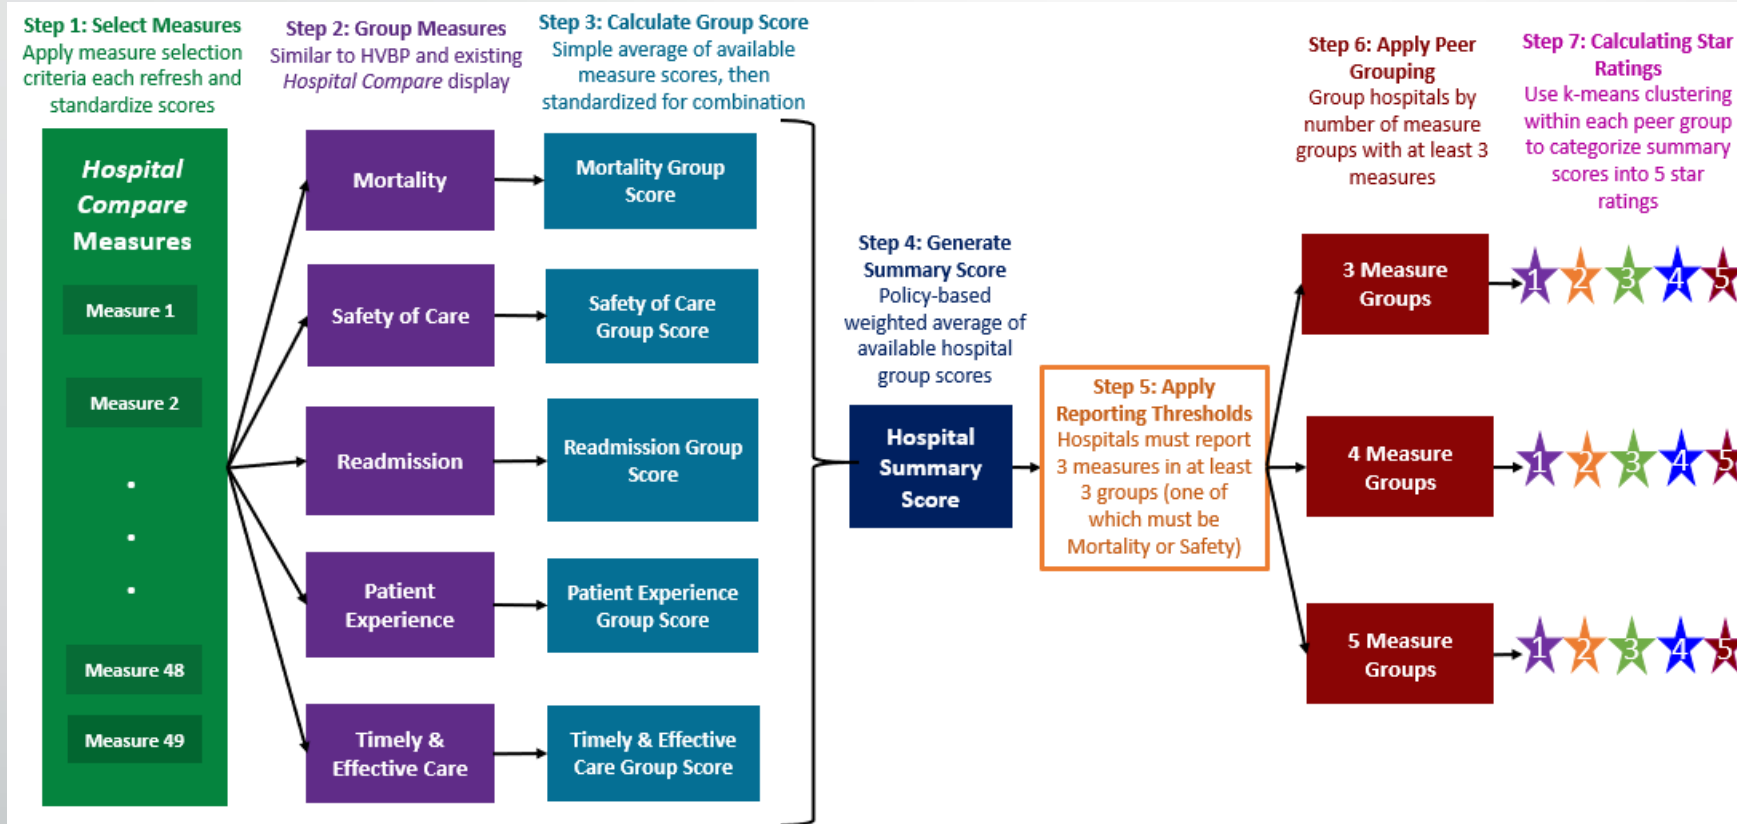 Step 1: Select Measures
Apply measure selection
criteria each refresh and
standardize scores
Hospital
Compare
Measures
Measure 1
Measure 2
Measure 48
Measure 49
Step 2: Group Measures
Similar to HVBP and existing
Hospital Compare display
Mortality
Safety of Care
Readmission
Patient
Experience
Timely &
Effective Care
Step 3: Calculate Group Score
Simple average of available
measure scores, then
standardized for combination
Mortality Group
Score
Safety of Care
Group Score
Readmission Group
Score
Patient Experience
Group Score
Timely & Effective
Care Group Score
Step 4: Generate
Summary Score
Policy-based
weighted average of
available hospital
group scores
Hospital
Summary
Score
Step 5: Apply
Reporting Thresholds
Hospitals must report
3 measures in at least
3 groups (one of
which must be
Mortality or Safety)
Step 6: Apply Peer
Grouping
Group hospitals by
number of measure
groups with at least 3
measures
3 Measure
Groups
4 Measure
Groups
5 Measure
Groups
Step 7: Calculating Star
Ratings
Use k-means clustering
within each peer group
to categorize summary
scores into 5 star
ratings
1 2 3 4 5
1 2 3 4 5
1 2 3 4 5